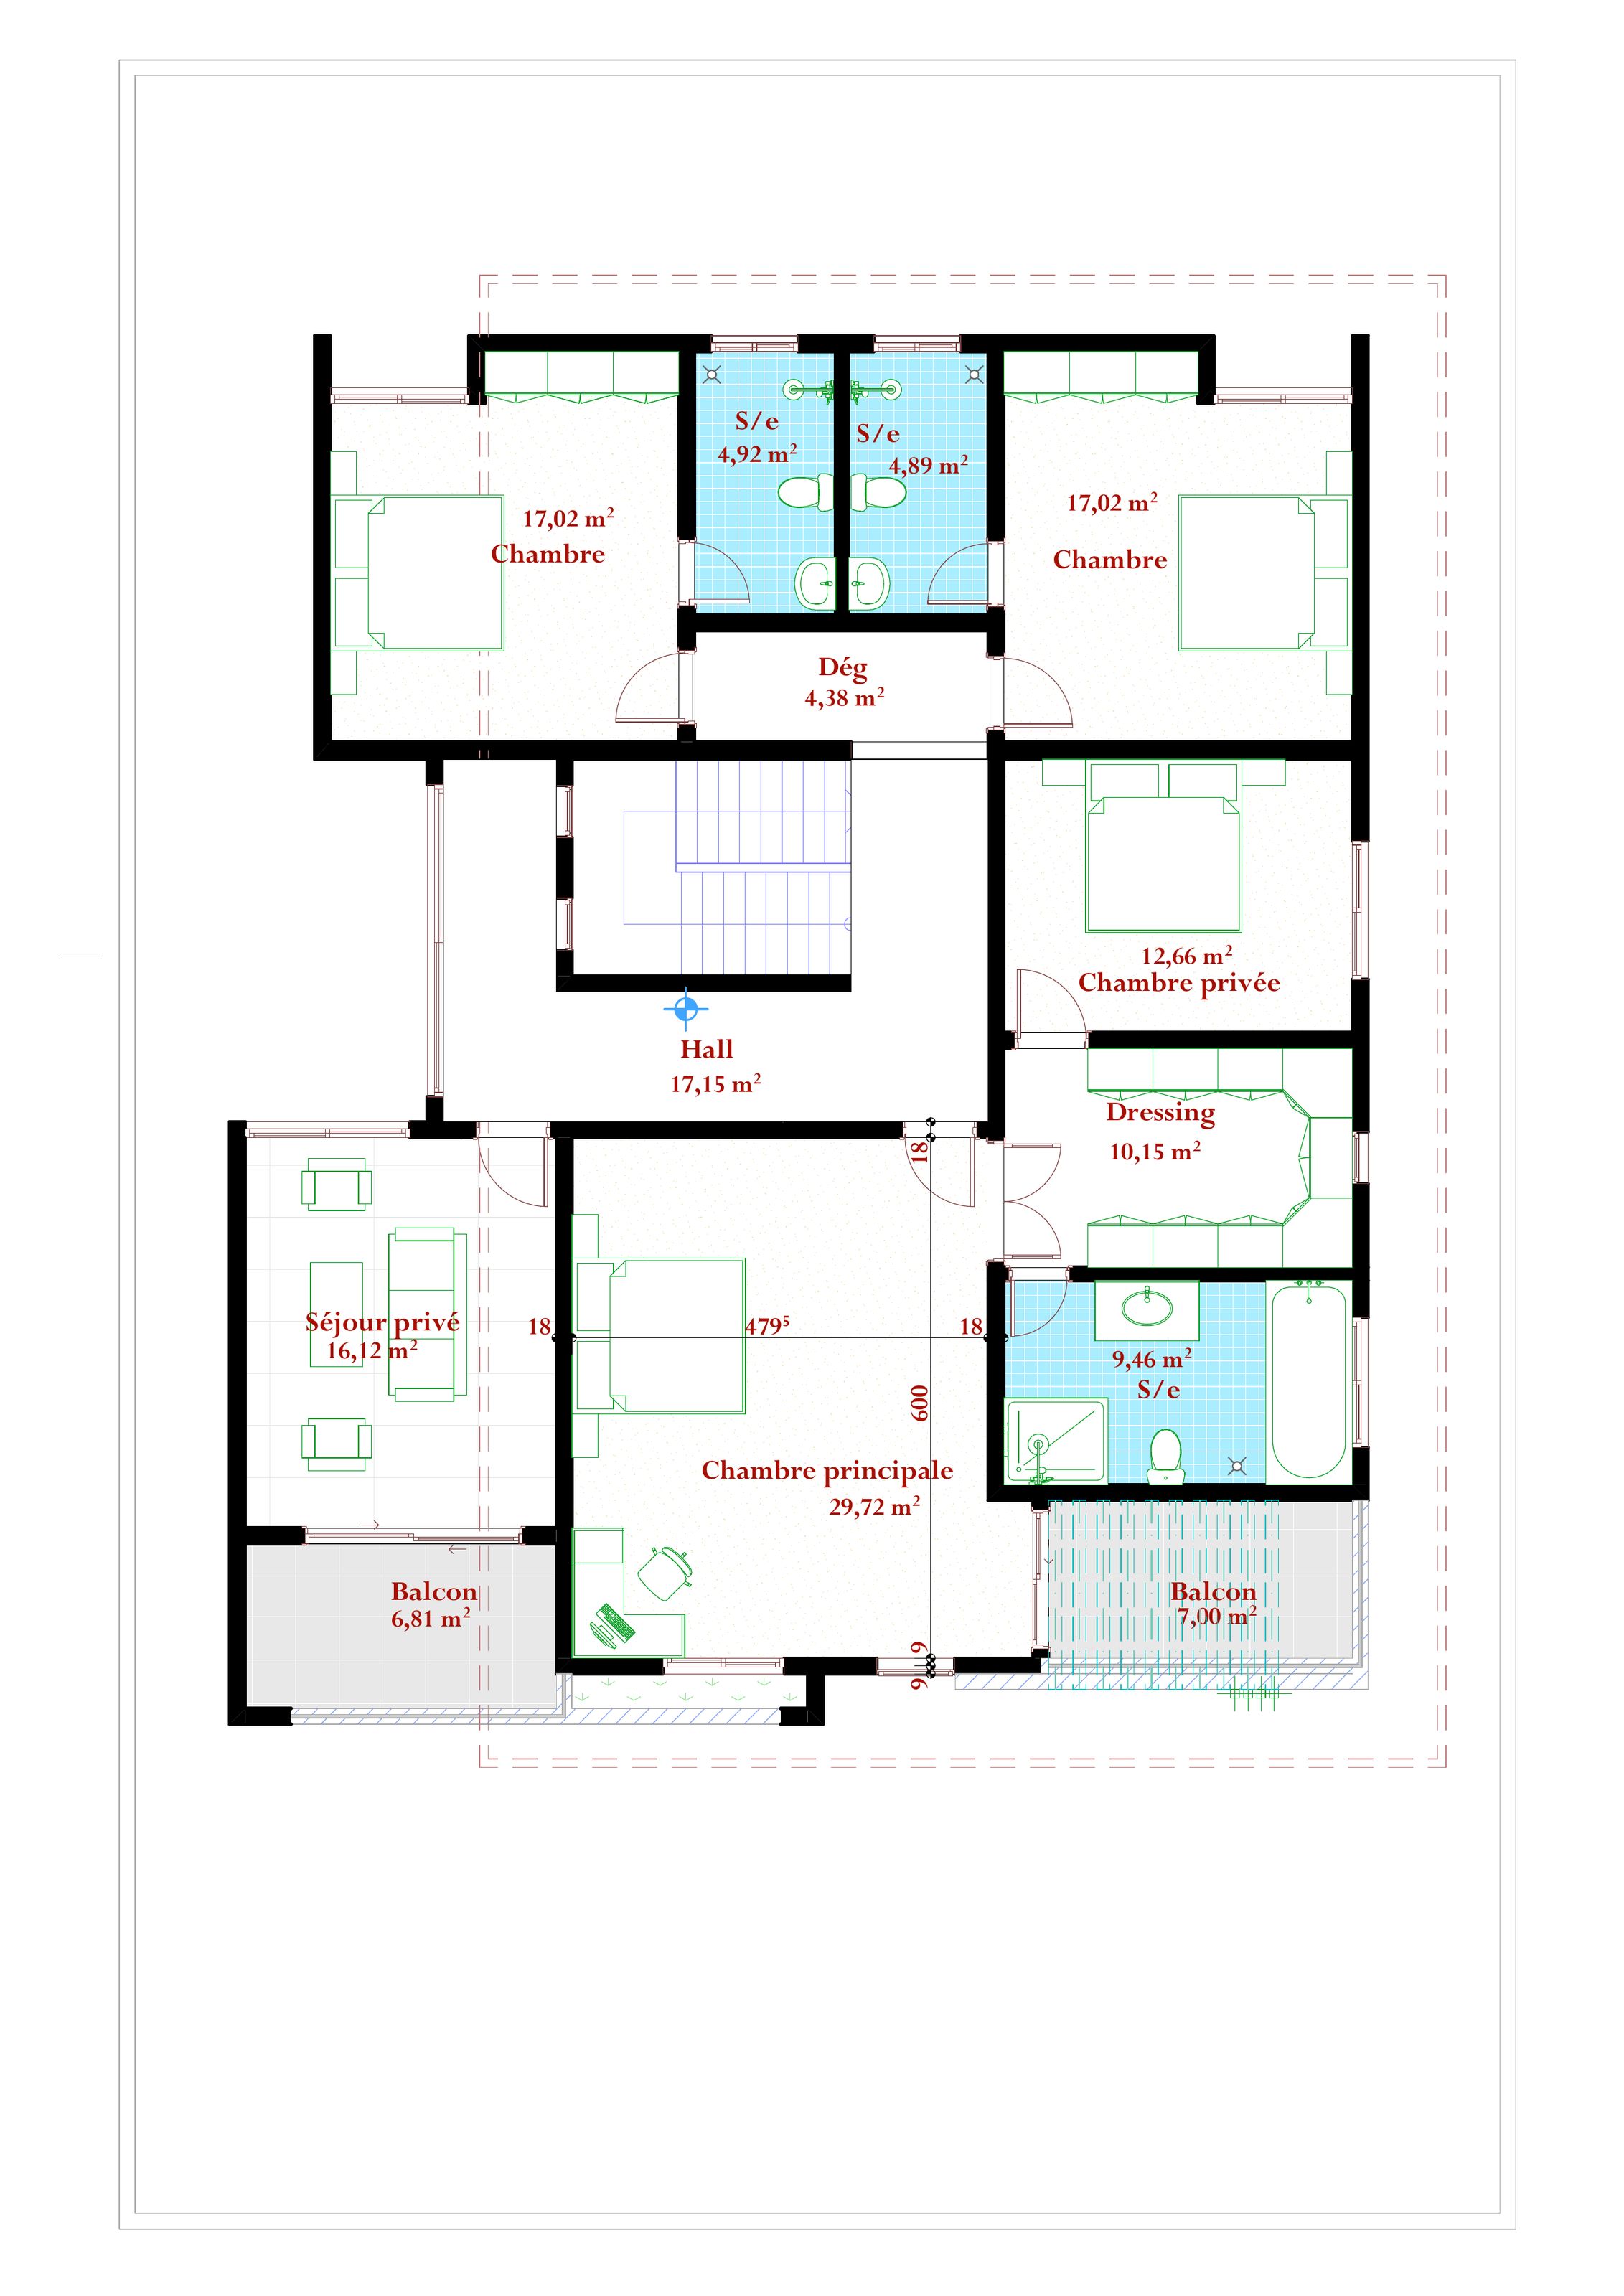 S/e
4,92 m²
S/e
4,89 m²
17,02 m²
Chambre
17,02 m²
Chambre
Dég
4,38 m²
12,66 m²
Chambre privée
Hall
17,15 m²
Dressing
10,15 m²
18
Séjour privé
16,12 m²
18
479⁵
18
9,46 m²
S/e
600
Chambre principale
29,72 m²
Balcon
6,81 m²
Balcon
7,00 m²
9
9